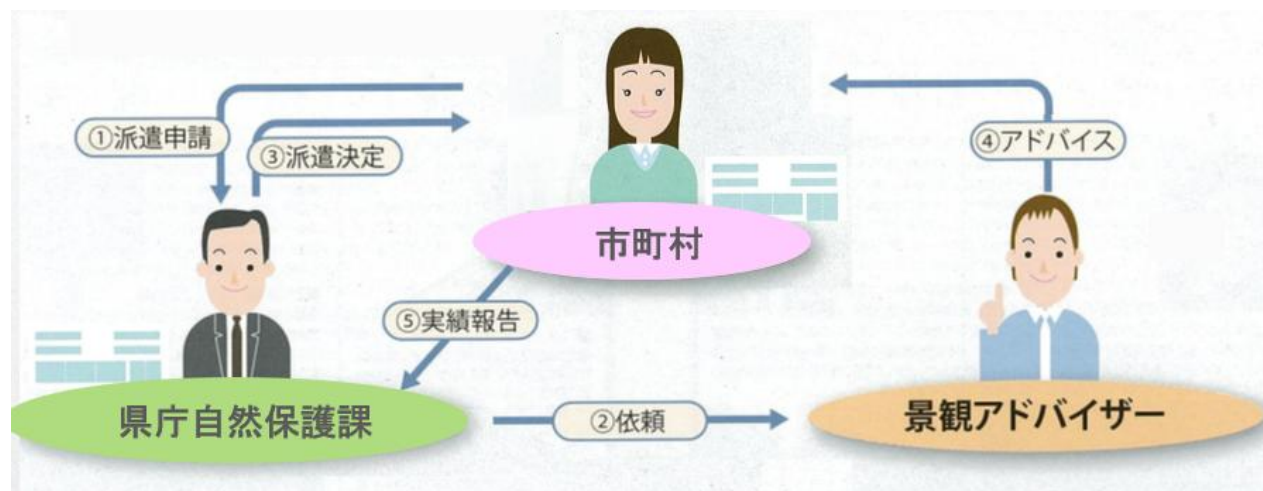 ①派遣申請
③派遣決定
④アドバイス
市町村
⑤実績報告
県庁自然保護課
②依頼
景観アドバイザー